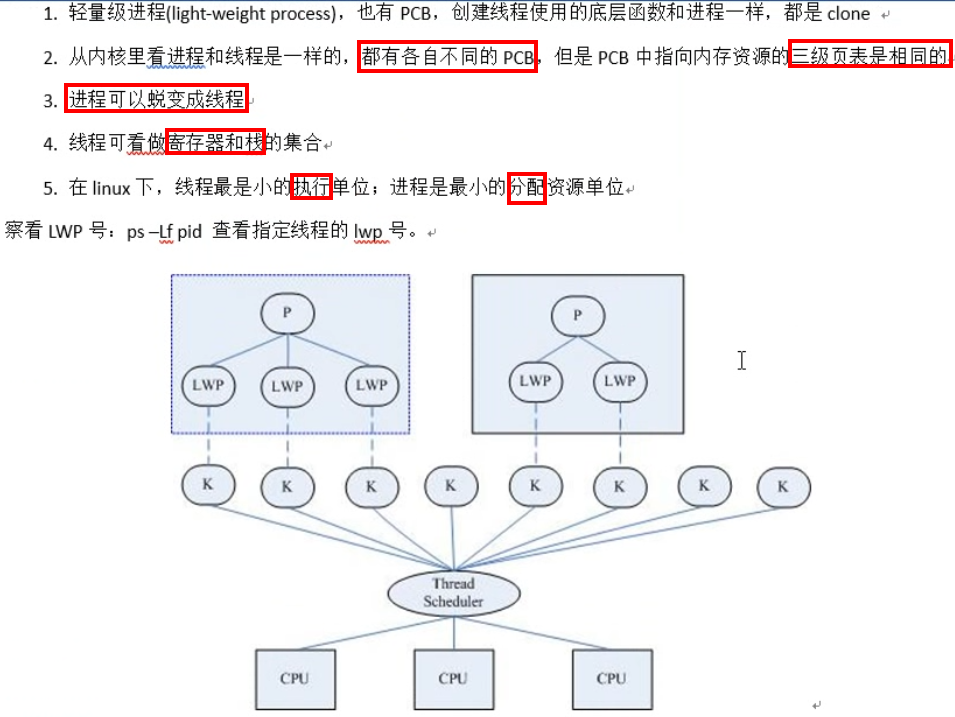 1. 轻量级进程(light-weight process)，也有 PCB，创建线程使用的底层函数和进程一样，都是 clone
2. 从内核里看进程和线程是一样的，都有各自不同的 PCB，但是 PCB 中指向内存资源的三级页表是相同的
3. 进程可以蜕变成线程
4. 线程可看做寄存器和栈的集合
5. 在 linux 下，线程最是小的执行单位；进程是最小的分配资源单位
察看 LWP 号：ps –Lf pid 查看指定线程的 lwp 号。
P
P
LWP LWP LWP LWP LWP
K K K K K K K K
Thread
Scheduler
CPU CPU CPU